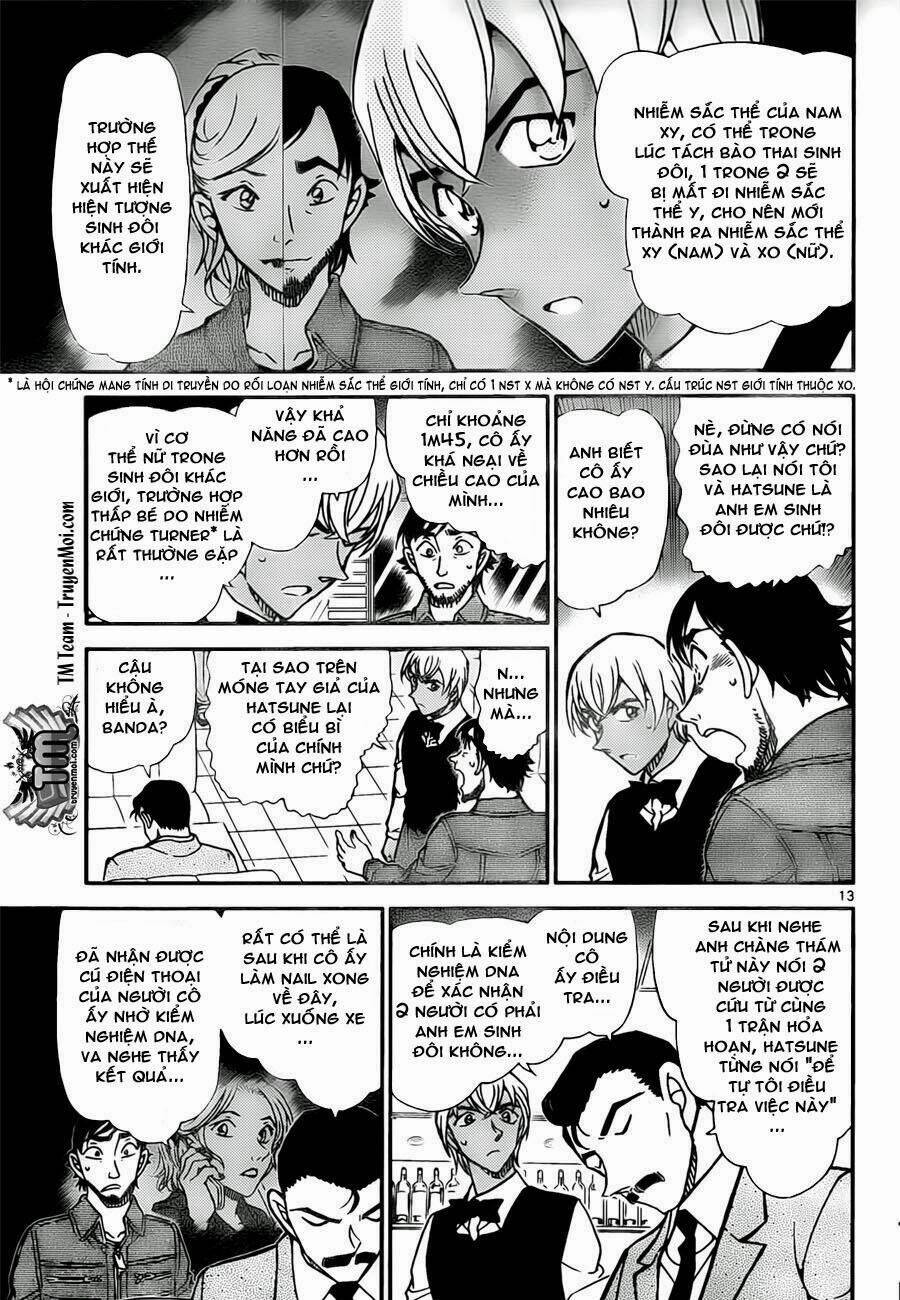 NHIỄM SẮC THỂ CỦA NAM
XY, CÓ THỂ TRONG
LÚC TÁCH BÀO THAI SINH
ĐÔI, 1 TRONG 2 SẼ
BỊ MẤT ĐI NHIỄM SẮC
THỂ Y, CHO NÊN MỚI
THÀNH RA NHIỄM SẮC THỂ
XY (NAM) VÀ XO (NỮ).
TRƯỜNG
HỢP THẾ
NÀY SẼ
XUẤT HIỆN
HIỆN TƯỢNG
SINH ĐÔI
KHÁC GIỚI
TÍNH.
* LÀ HỘI CHỨNG MANG TÍNH DI TRUYỀN DO RỐI LOẠN NHIỄM SẮC THỂ GIỚI TÍNH, CHỈ CÓ 1 NST X MÀ KHÔNG CÓ NST Y. CẤU TRÚC NST GIỚI TÍNH THUỘC XO.
NÈ, ĐỪNG CÓ NÓI
ĐÙA NHƯ VẬY CHỨ?
SAO LẠI NÓI TÔI
VÀ HATSUNE LÀ
ANH EM SINH
ĐÔI ĐƯỢC CHỨ?
ANH BIẾT
CÔ ẤY
CAO BAO
NHIÊU
KHÔNG?
CHỈ KHOẢNG
1M45, CÔ ẤY
KHÁ NGẠI VỀ
CHIỀU CAO CỦA
MÌNH...
VẬY KHẢ
NĂNG ĐÃ CAO
HƠN RỒI
...
VÌ CƠ
THỂ NỮ TRONG
SINH ĐÔI KHÁC
GIỚI, TRƯỜNG HỢP
THẤP BÉ DO NHIỄM
CHỨNG TURNER* LÀ
RẤT THƯỜNG GẶP
...
N...
NHƯNG
MÀ...
TẠI SAO TRÊN
MÓNG TAY GIẢ CỦA
HATSUNE LẠI
CÓ BIỂU BÌ
CỦA CHÍNH
MÌNH CHỨ?
CẬU
KHÔNG
HIỂU À,
BANDA?
TM Team - TruyenMoi.com
TM
truyenmoi.com
13
SAU KHI NGHE
ANH CHÀNG THÁM
TỬ NÀY NÓI 2
NGƯỜI ĐƯỢC
CỨU TỪ CÙNG
1 TRẬN HỎA
HOẠN, HATSUNE
TỪNG NÓI "ĐỂ
TỰ TÔI ĐIỀU
TRA VIỆC NÀY"
...
NỘI DUNG
CÔ
ẤY ĐIỀU
TRA...
CHÍNH LÀ KIỂM
NGHIỆM DNA
ĐỂ XÁC NHẬN
2 NGƯỜI CÓ PHẢI
ANH EM SINH
ĐÔI KHÔNG...
RẤT CÓ THỂ LÀ
SAU KHI CÔ ẤY
LÀM NAIL XONG
VỀ ĐÂY,
LÚC XUỐNG XE
...
ĐÃ NHẬN ĐƯỢC
CÚ ĐIỆN THOẠI
CỦA NGƯỜI CÔ
ẤY NHỜ KIỂM
NGHIỆM DNA,
VA NGHE THẤY
KẾT QUẢ...